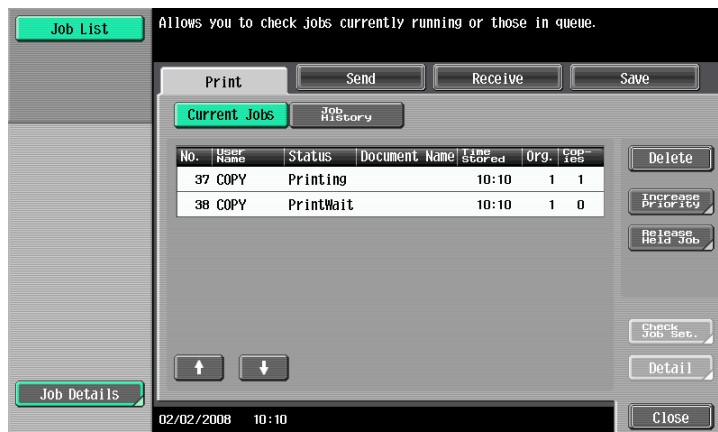 Job List
Allows you to check jobs currently running or those in queue.
Print Send Receive Save
Current Jobs Job History
No. User Name Status Document Name Time Stored Org. Cop-ies
37 COPY Printing 10:10 1 1
38 COPY PrintWait 10:10 1 0
Delete
Increase Priority
Release Held Job
Check Job Set.
Detail
Job Details
02/02/2008 10:10
Close